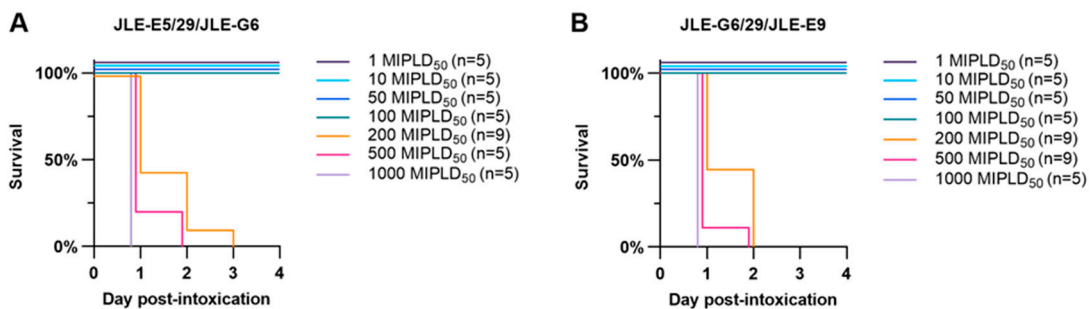 A
JLE-E5/29/JLE-G6
Survival
100%
50%
0%
0 1 2 3 4
Day post-intoxication
1 MIPLD50 (n=5)
10 MIPLD50 (n=5)
50 MIPLD50 (n=5)
100 MIPLD50 (n=5)
200 MIPLD50 (n=9)
500 MIPLD50 (n=5)
1000 MIPLD50 (n=5)
B
JLE-G6/29/JLE-E9
Survival
100%
50%
0%
0 1 2 3 4
Day post-intoxication
1 MIPLD50 (n=5)
10 MIPLD50 (n=5)
50 MIPLD50 (n=5)
100 MIPLD50 (n=5)
200 MIPLD50 (n=9)
500 MIPLD50 (n=9)
1000 MIPLD50 (n=5)